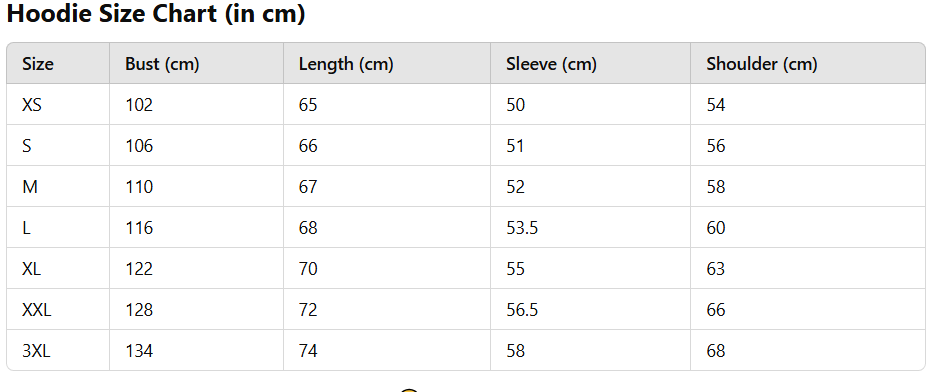 Hoodie Size Chart (in cm)
Size Bust (cm) Length (cm) Sleeve (cm) Shoulder (cm)
XS 102 65 50 54
S 106 66 51 56
M 110 67 52 58
L 116 68 53.5 60
XL 122 70 55 63
XXL 128 72 56.5 66
3XL 134 74 58 68